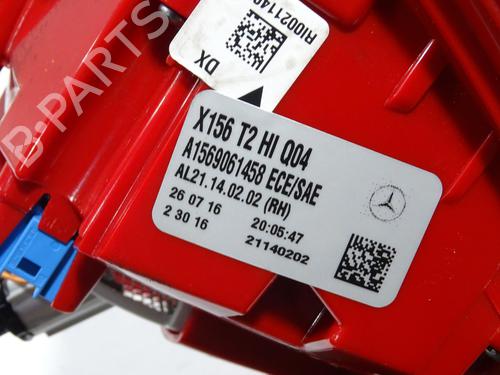 B-PARTS
DX
RI0021140
X156 T2 HI Q04
A1569061458 ECE/SAE
AL21.14.02.02 (RH)
26 07 16 20:05:47
2 30 16 21140202